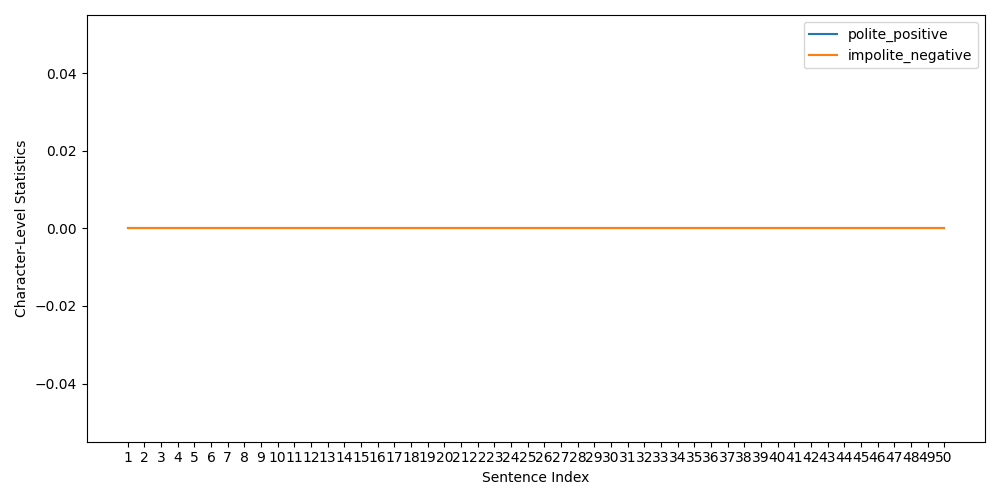 polite_positive
impolite_negative
0.04
0.02
0.00
−0.02
−0.04
Character-Level Statistics
1 2 3 4 5 6 7 8 9 10 11 12 13 14 15 16 17 18 19 20 21 22 23 24 25 26 27 28 29 30 31 32 33 34 35 36 37 38 39 40 41 42 43 44 45 46 47 48 49 50
Sentence Index